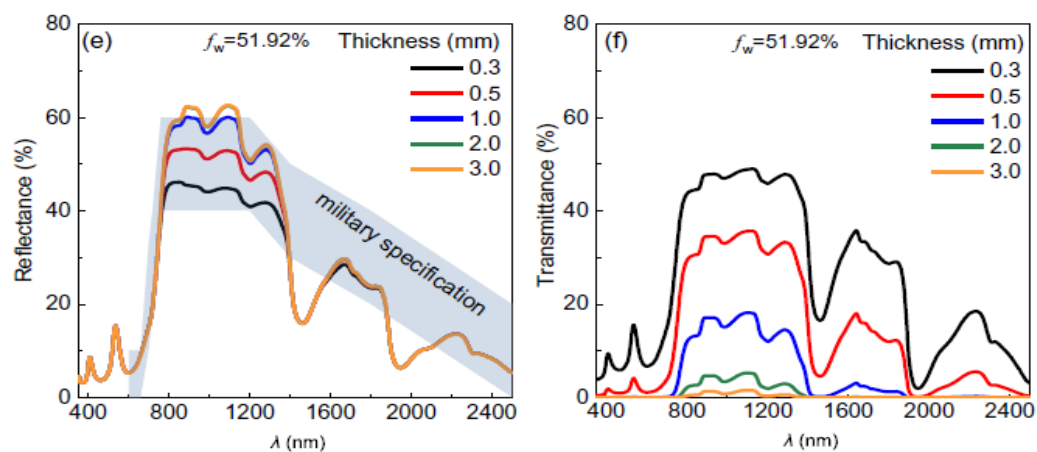 (e)
f_w=51.92%
Thickness (mm)
0.3
0.5
1.0
2.0
3.0
military specification
Reflectance (%)
80
60
40
20
0
400
800
1200
1600
2000
2400
λ (nm)
(f)
f_w=51.92%
Thickness (mm)
0.3
0.5
1.0
2.0
3.0
Transmittance (%)
80
60
40
20
0
400
800
1200
1600
2000
2400
λ (nm)